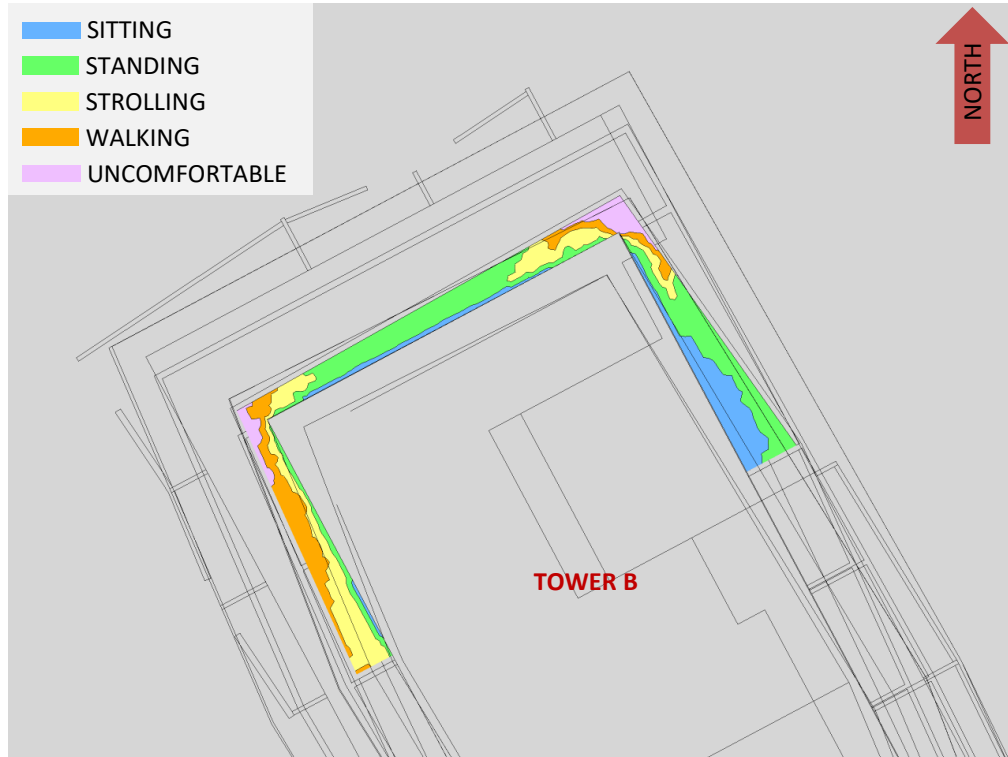 SITTING
STANDING
STROLLING
WALKING
UNCOMFORTABLE
NORTH
TOWER B